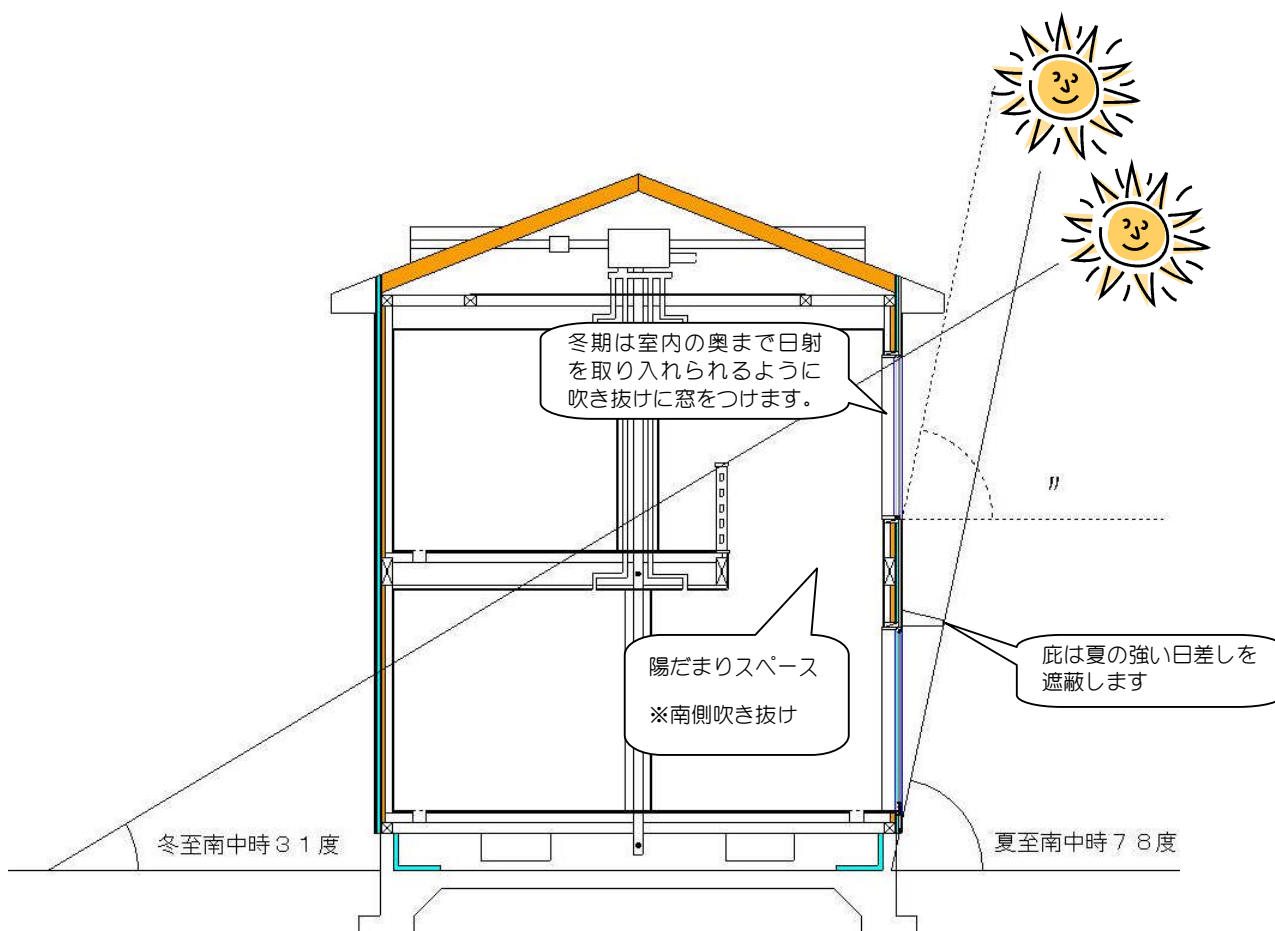 冬期は室内の奥まで日射
を取り入れられるように
吹き抜けに窓をつけます。
〃
陽だまりスペース
※南側吹き抜け
庇は夏の強い日差しを
遮蔽します
冬至南中時31度
夏至南中時78度